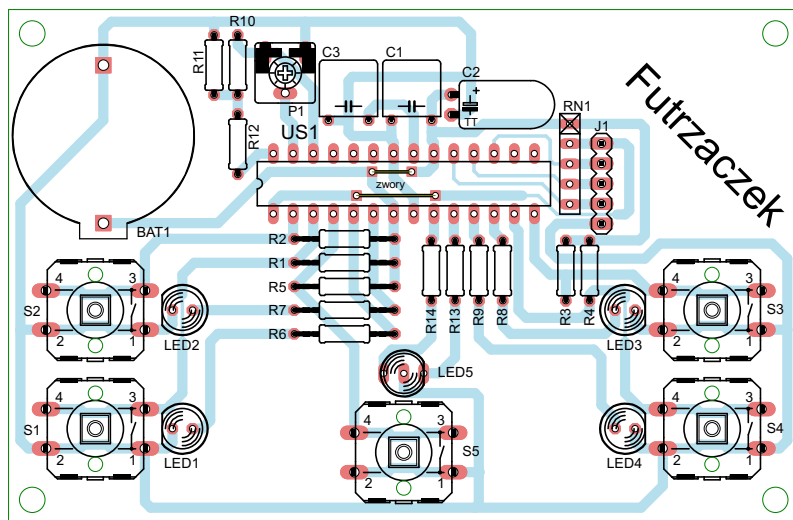 R10
R11
C3
C1
C2
+
TT
P1
US1
R12
RN1
J1
Futrzaczek
zwory
BAT1
R2
R1
R5
R7
R6
R14
R13
R9
R8
R3
R4
4
3
S2
2
1
LED2
4
3
S1
2
1
LED1
LED5
4
3
S5
2
1
LED3
4
3
S3
2
1
LED4
4
3
S4
2
1